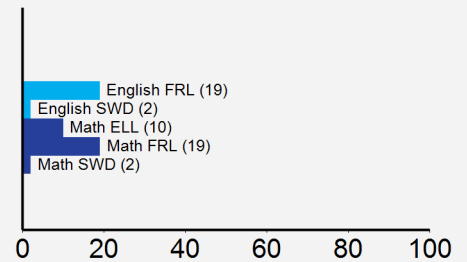 English FRL (19)
English SWD (2)
Math ELL (10)
Math FRL (19)
Math SWD (2)
0 20 40 60 80 100